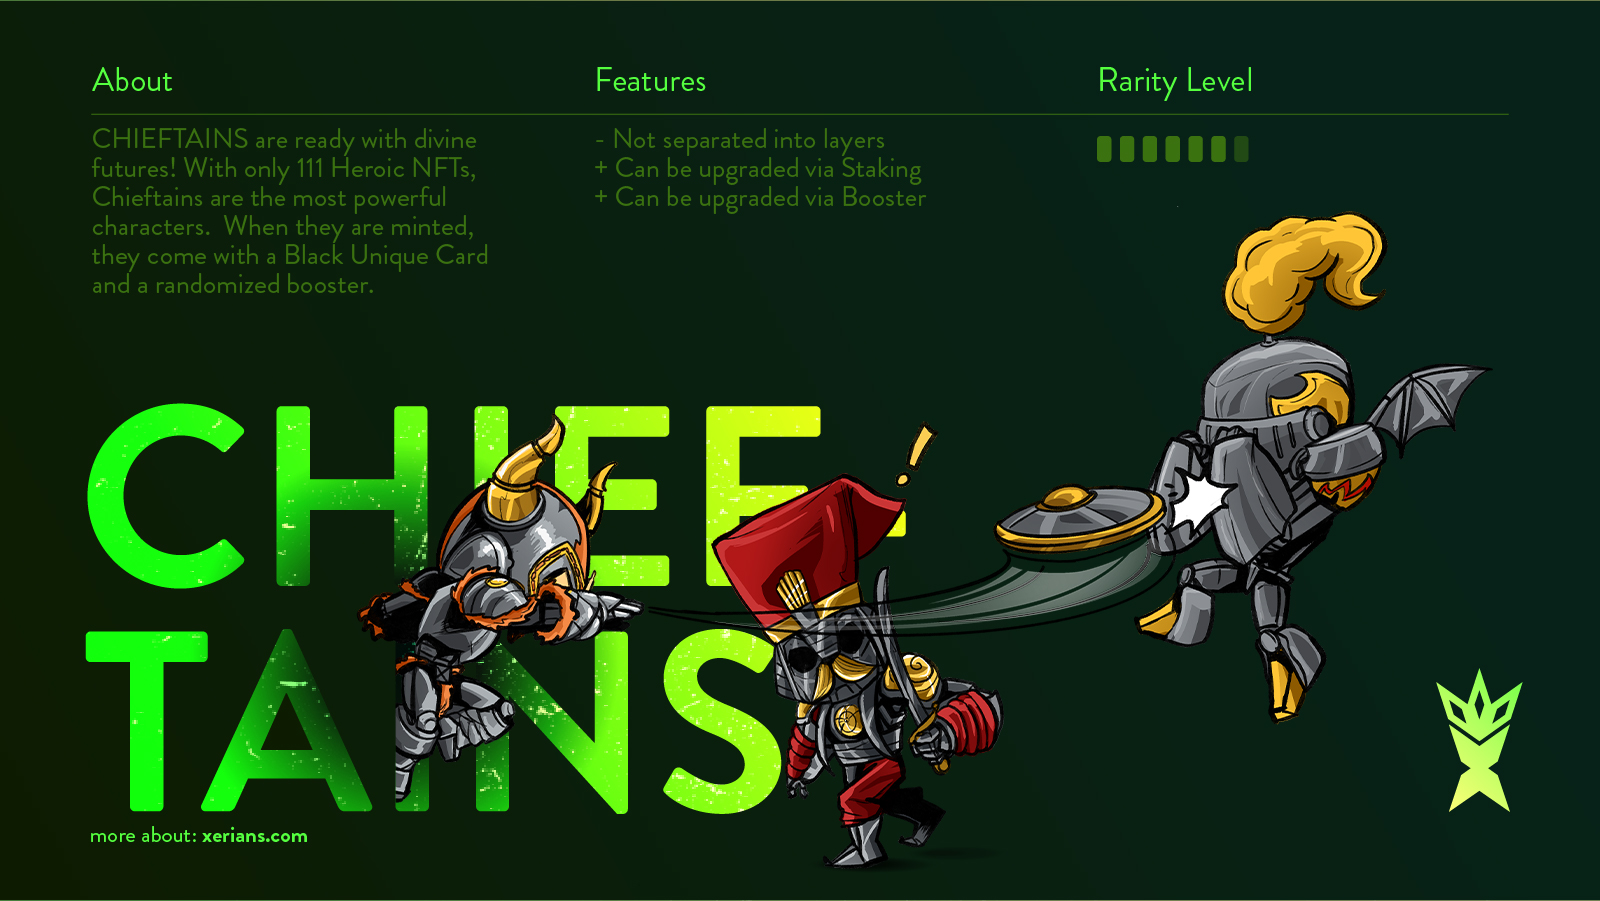 About
CHIEFTAINS are ready with divine
futures! With only 111 Heroic NFTs,
Chieftains are the most powerful
characters.  When they are minted,
they come with a Black Unique Card
and a randomized booster.
Features
- Not separated into layers
+ Can be upgraded via Staking
+ Can be upgraded via Booster
Rarity Level
CHIEF-
TAINS
!
more about: xerians.com